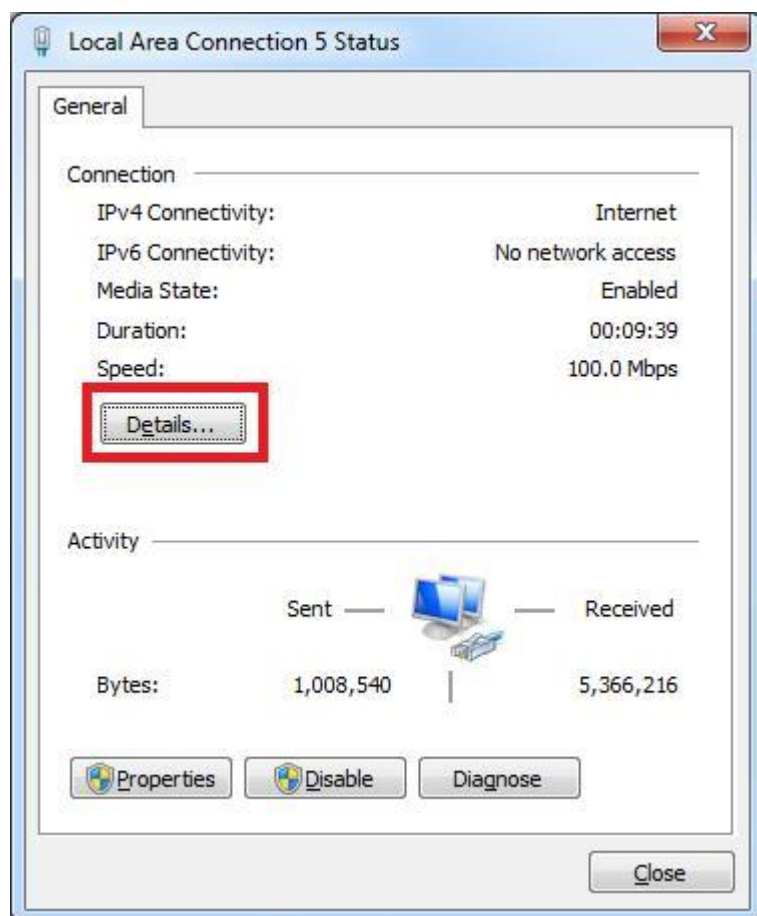 Local Area Connection 5 Status
General
Connection
IPv4 Connectivity: Internet
IPv6 Connectivity: No network access
Media State: Enabled
Duration: 00:09:39
Speed: 100.0 Mbps
Details...
Activity
Sent Received
Bytes: 1,008,540 5,366,216
Properties Disable Diagnose
Close